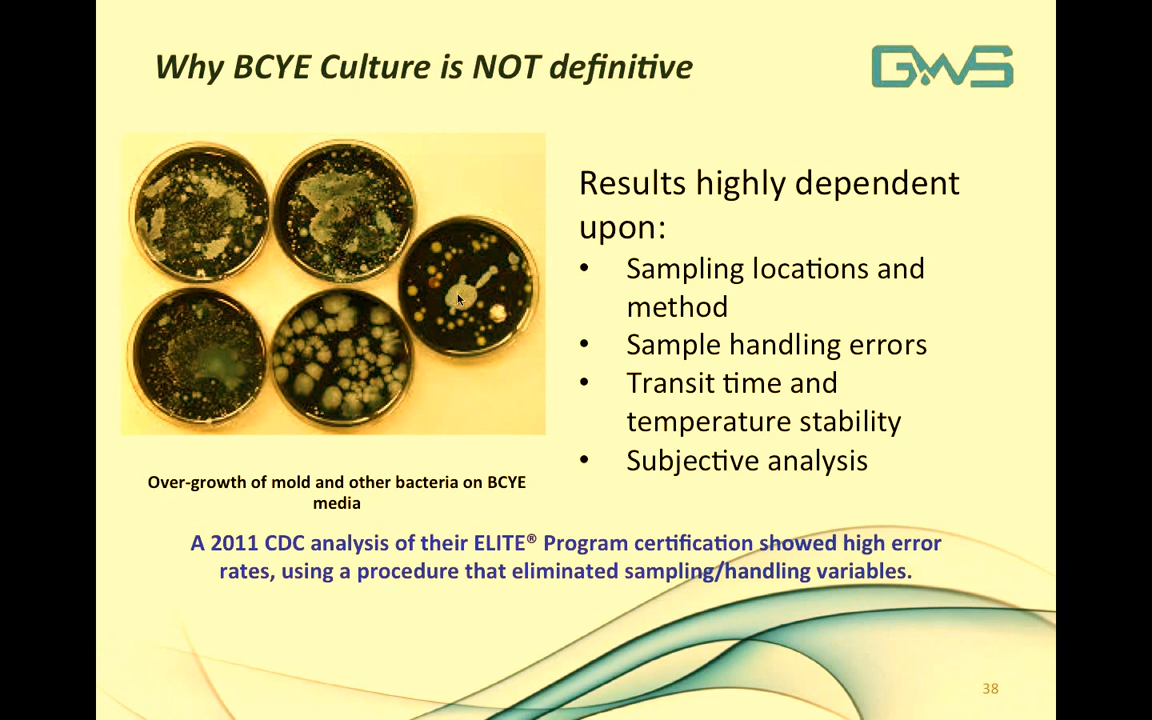 Why BCYE Culture is NOT definitive
GWS
Results highly dependent
upon:
• Sampling locations and
method
• Sample handling errors
• Transit time and
temperature stability
• Subjective analysis
Over-growth of mold and other bacteria on BCYE
media
A 2011 CDC analysis of their ELITE® Program certification showed high error
rates, using a procedure that eliminated sampling/handling variables.
38